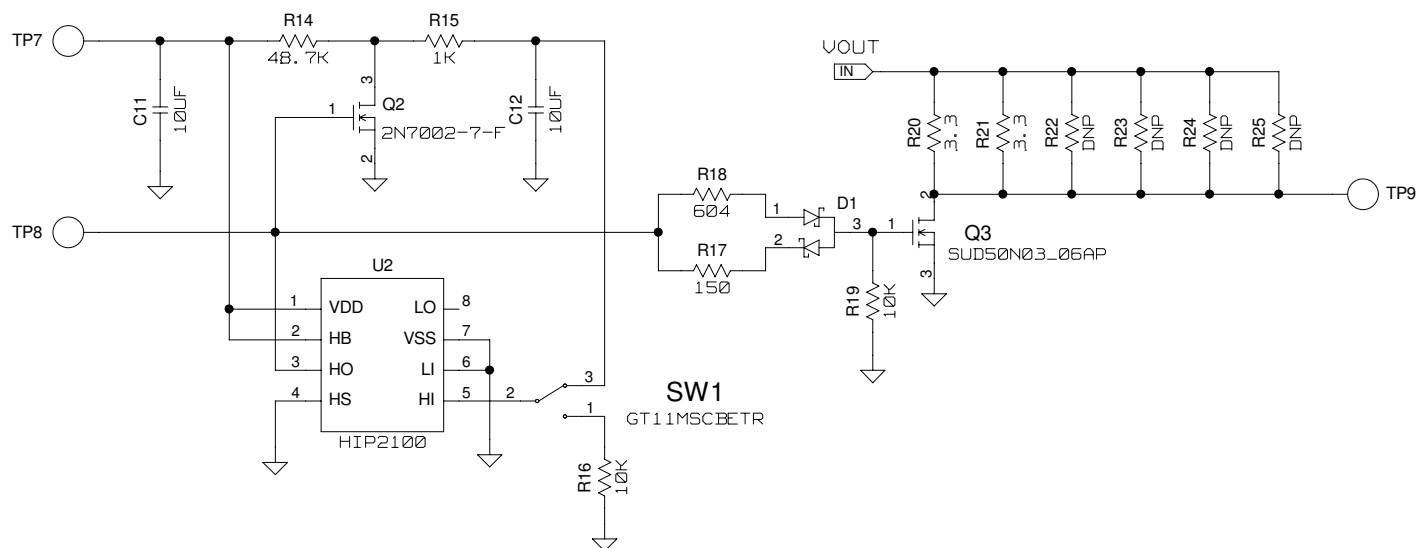 TP7
R14
48.7K
R15
1K
C11
10UF
3
1
Q2
2N7002-7-F
2
C12
10UF
VOUT
IN
R20
3.3
R21
3.3
R22
DNP
R23
DNP
R24
DNP
R25
DNP
TP9
TP8
R18
604
1
D1
3
2
R17
150
2
1
Q3
SUD50N03_06AP
3
R19
10K
U2
1
VDD
LO
8
2
HB
VSS
7
3
HO
LI
6
4
HS
HI
5
HIP2100
2
3
1
SW1
GT11MSCBETR
R16
10K